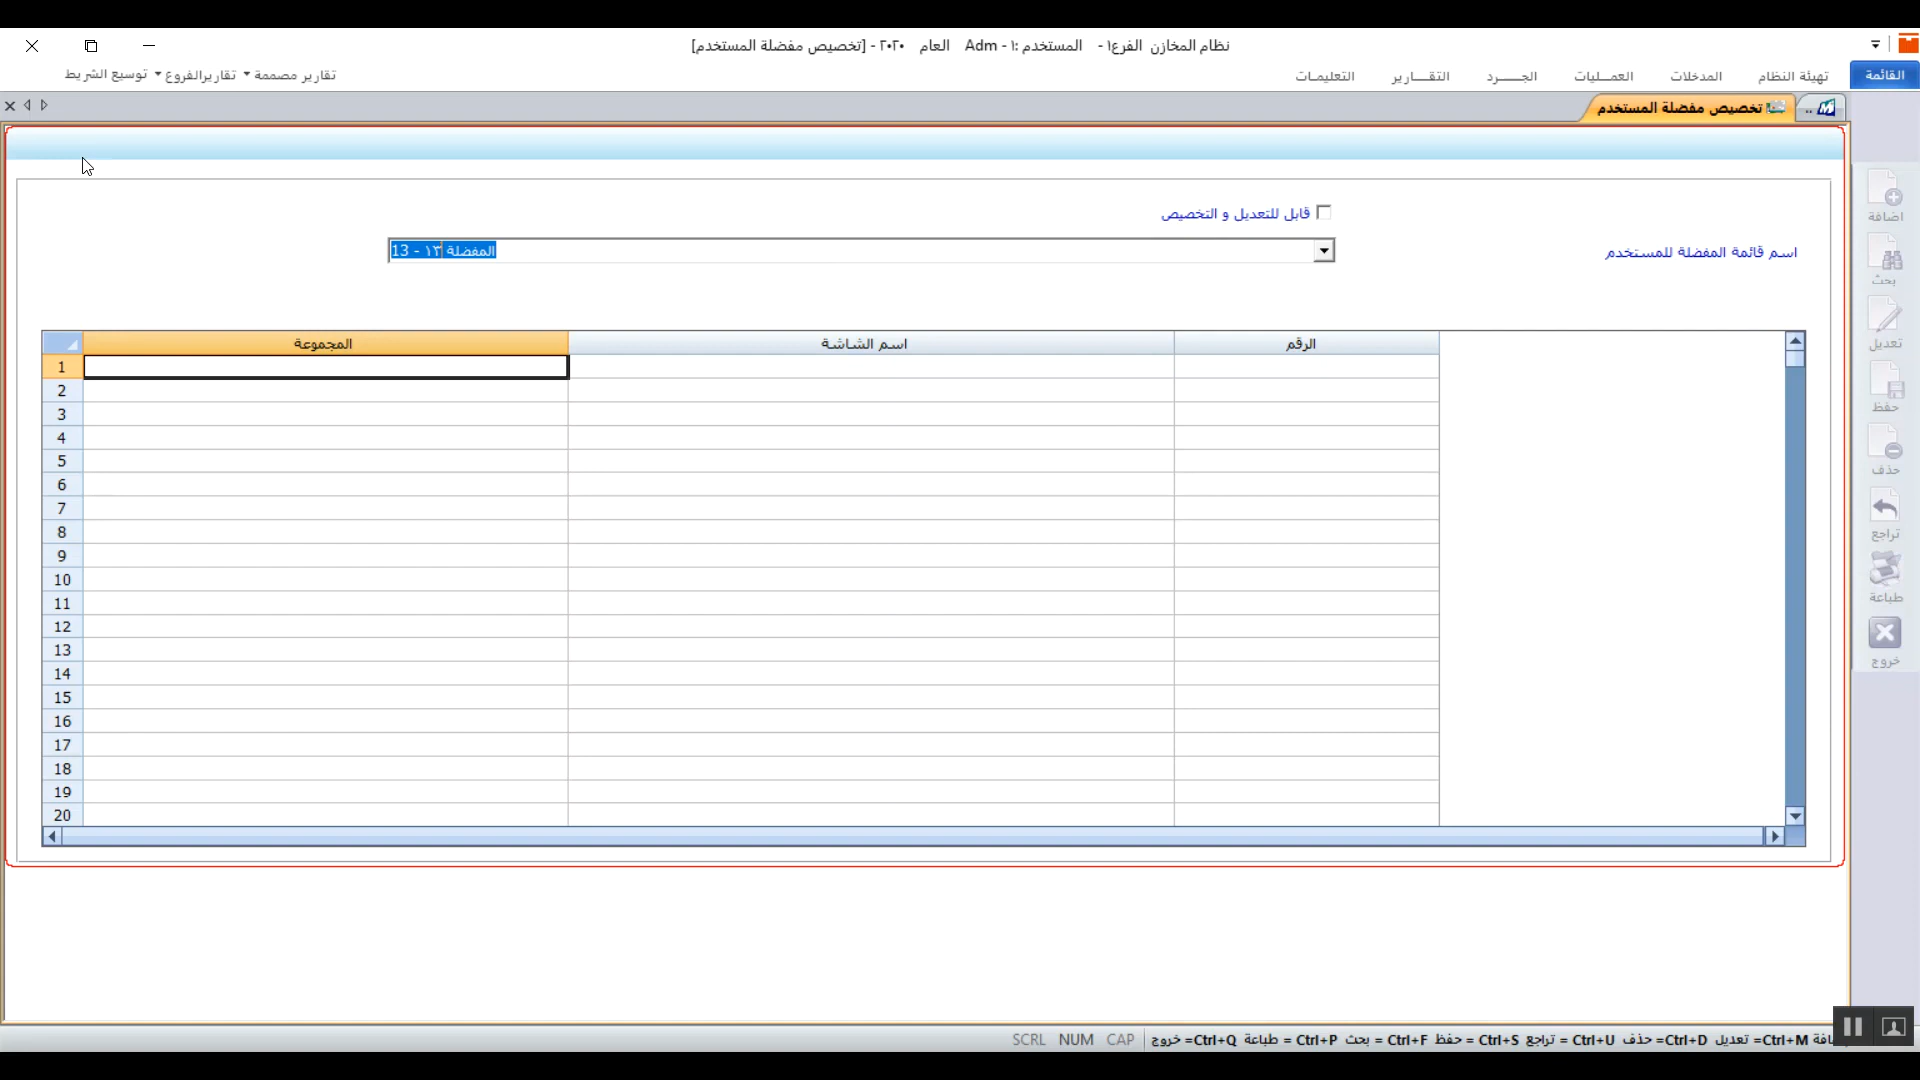 نظام المخازن الفرع١ - المستخدم :١ - Adm العام ٢٠٢٠ - [تخصيص مفضلة المستخدم]
القائمة تهيئة النظام المدخلات العمـــليات الجـــــــرد التقـــــارير التعليمـات
تقارير مصممة تقاريرالفروع توسيع الشريط
.. تخصيص مفضلة المستخدم
قابل للتعديل و التخصيص
اسم قائمة المفضلة للمستخدم
المفضلة ١٣ - 13
الرقم اسم الشاشة المجموعة
1
2
3
4
5
6
7
8
9
10
11
12
13
14
15
16
17
18
19
20
اضافة
بحث
تعديل
حفظ
حذف
تراجع
طباعة
خروج
Ctrl+M= تعديل Ctrl+D= حذف Ctrl+U = تراجع Ctrl+S = حفظ Ctrl+F = بحث Ctrl+P = طباعة Ctrl+Q= خروج
CAP NUM SCRL